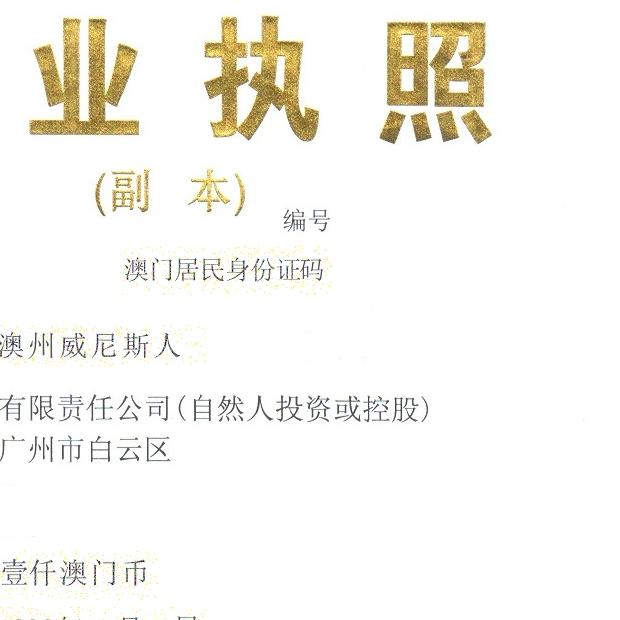 业执照
(副 本)
编号
澳门居民身份证码
澳州威尼斯人
有限责任公司(自然人投资或控股)
广州市白云区
壹仟澳门币